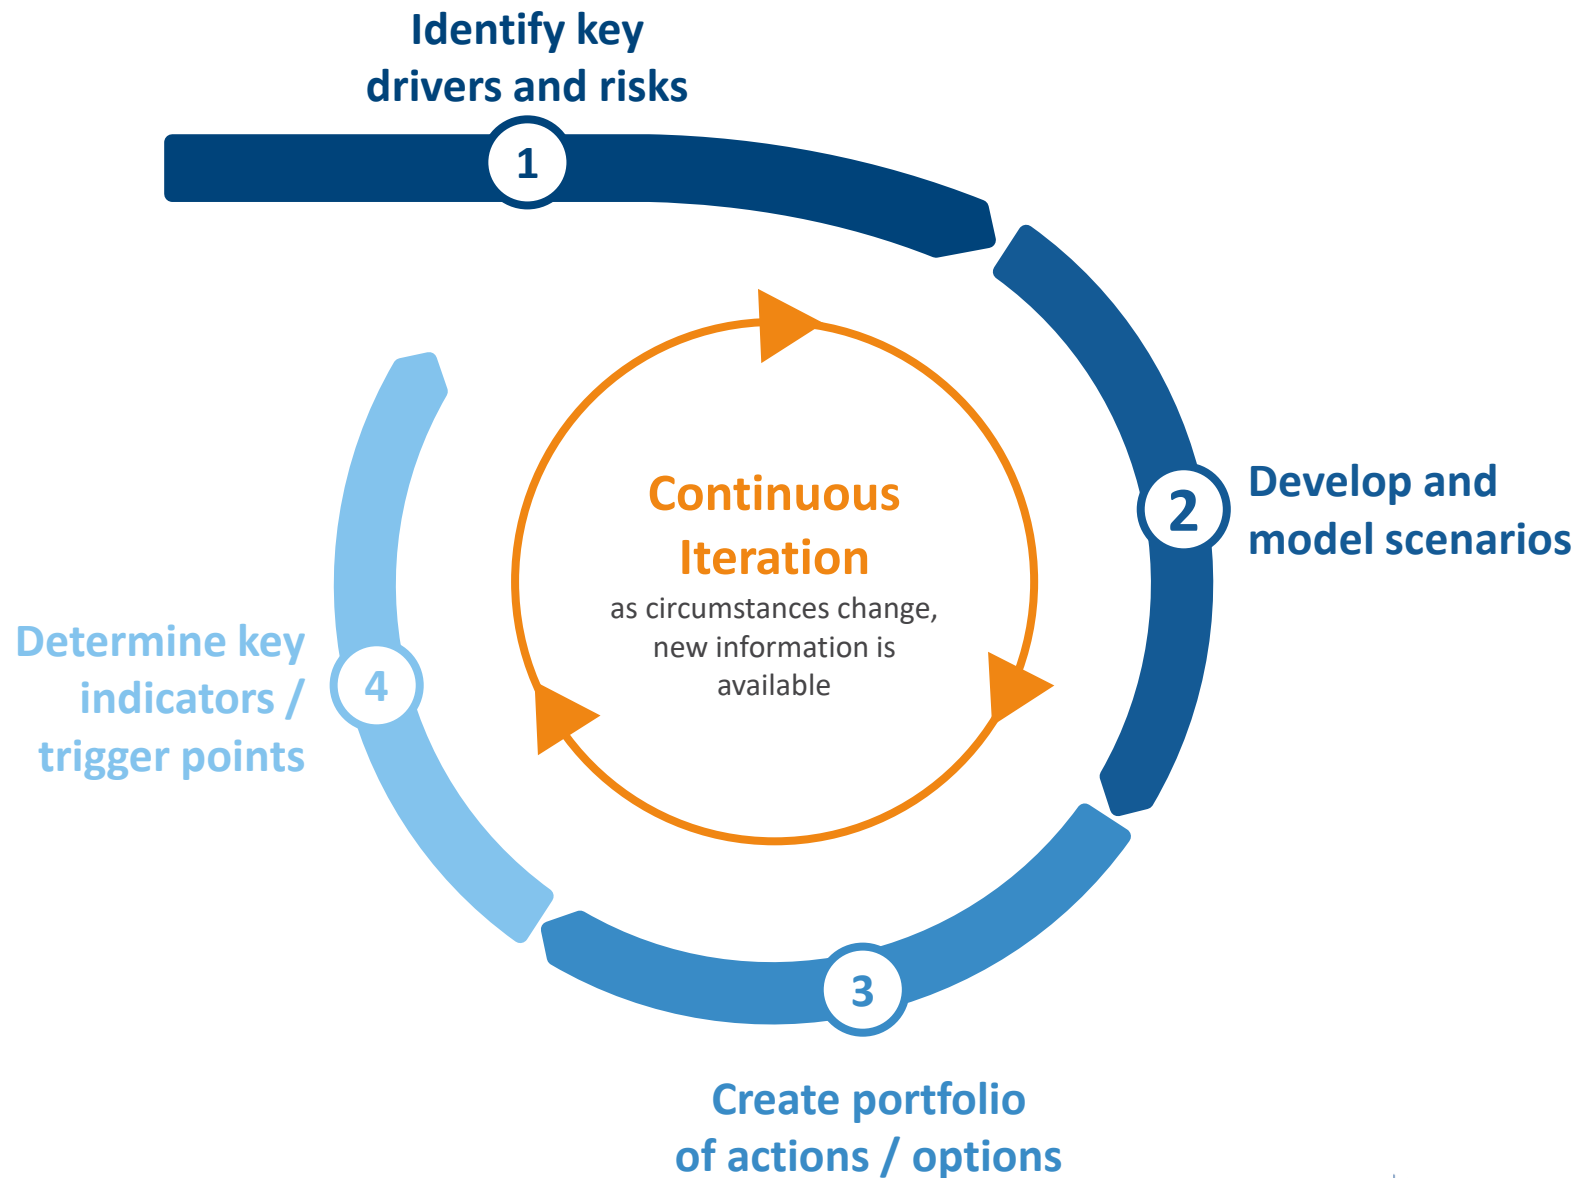 Identify key
drivers and risks
1
2
Develop and
model scenarios
Continuous
Iteration
as circumstances change,
new information is
available
Determine key
indicators /
trigger points
4
3
Create portfolio
of actions / options